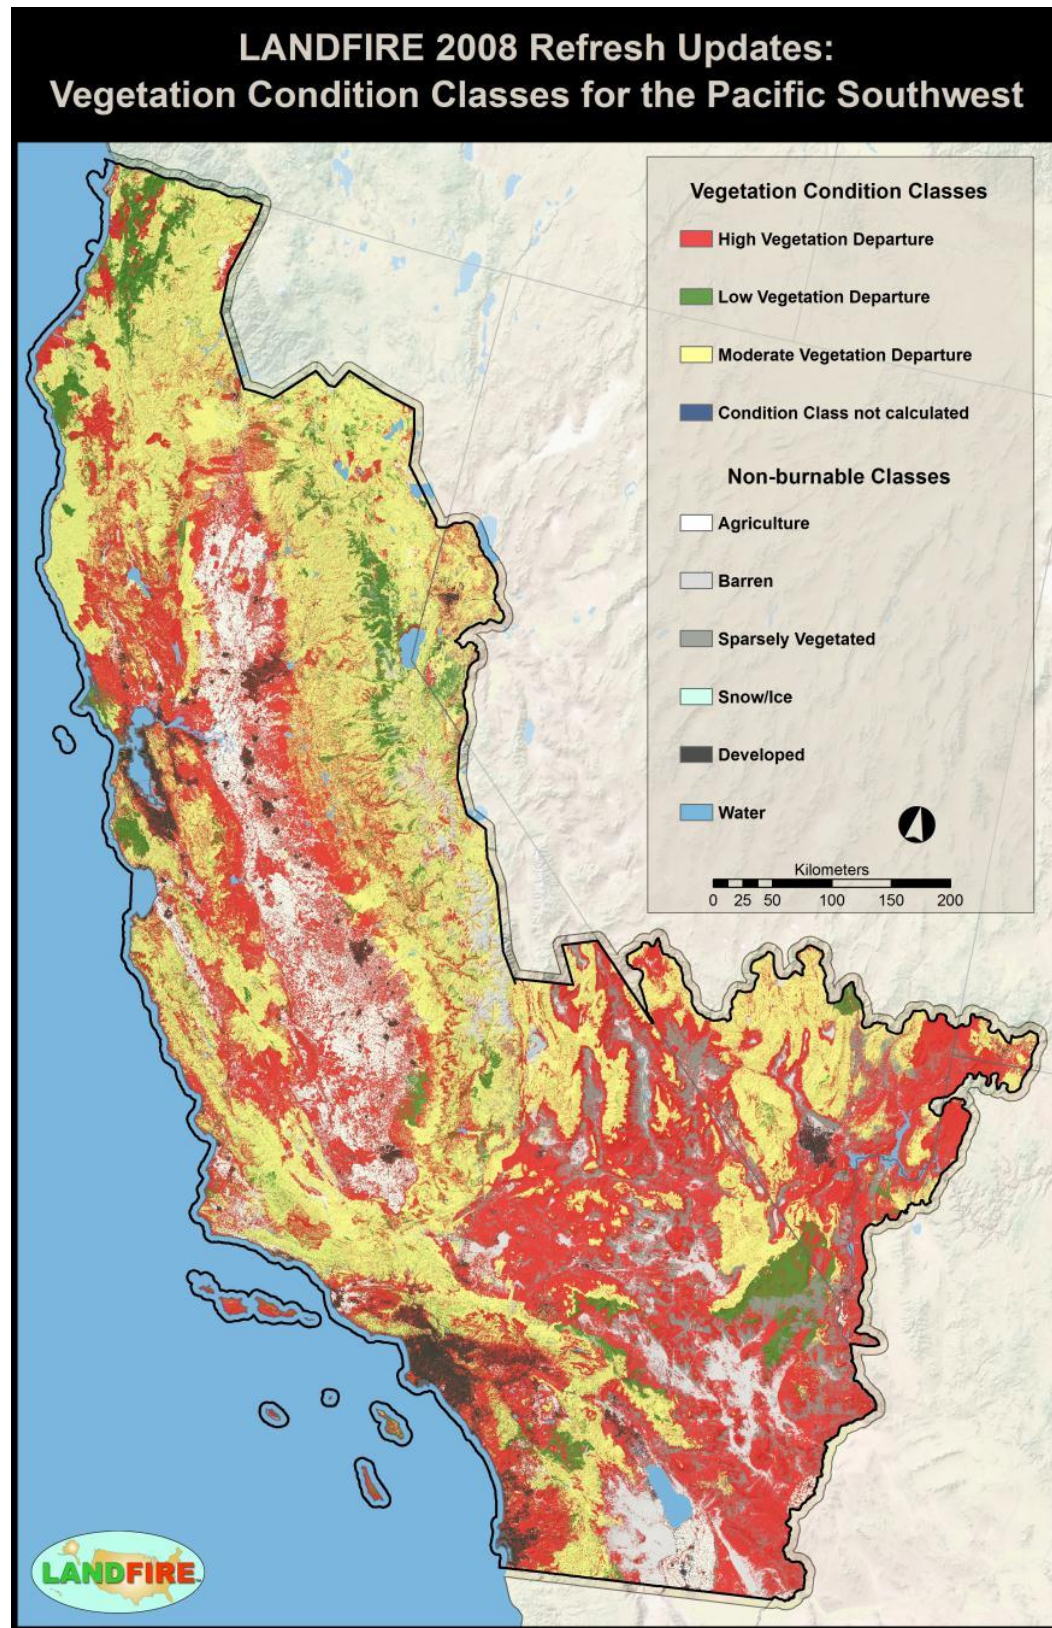 LANDFIRE 2008 Refresh Updates:
Vegetation Condition Classes for the Pacific Southwest
Vegetation Condition Classes
High Vegetation Departure
Low Vegetation Departure
Moderate Vegetation Departure
Condition Class not calculated
Non-burnable Classes
Agriculture
Barren
Sparsely Vegetated
Snow/Ice
Developed
Water
Kilometers
0 25 50 100 150 200
LANDFIRE